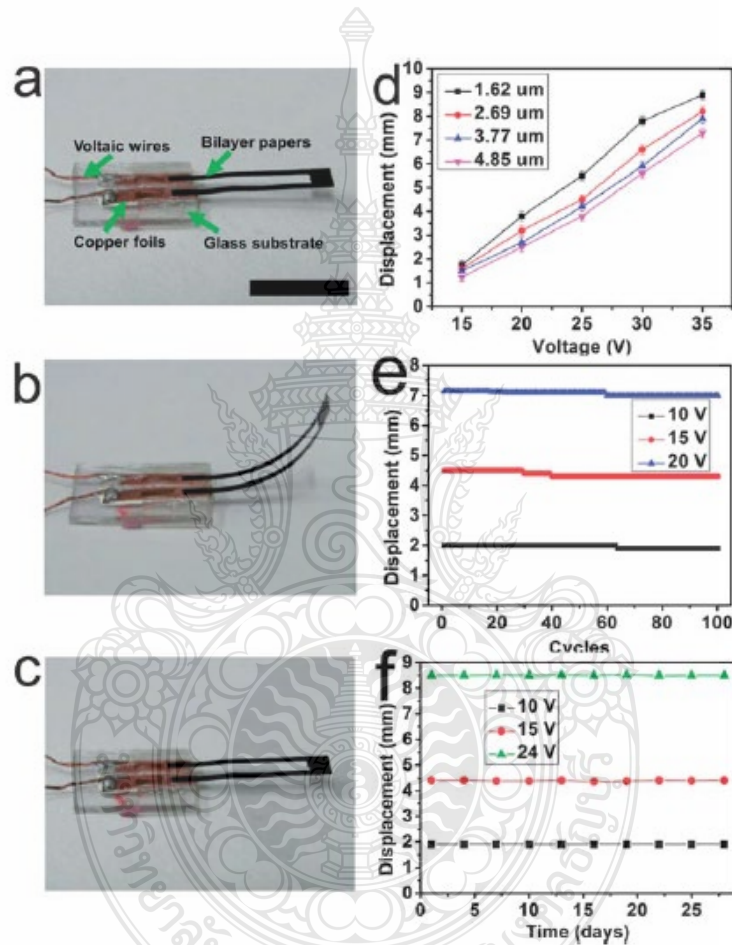 a
Voltaic wires
Bilayer papers
Copper foils
Glass substrate
b
c
d
Displacement (mm)
10
9
8
7
6
5
4
3
2
1
0
1.62 um
2.69 um
3.77 um
4.85 um
15 20 25 30 35
Voltage (V)
e
Displacement (mm)
8
7
6
5
4
3
2
1
0
10 V
15 V
20 V
0 20 40 60 80 100
Cycles
f
Displacement (mm)
9
8
7
6
5
4
3
2
1
0
10 V
15 V
24 V
0 5 10 15 20 25
Time (days)